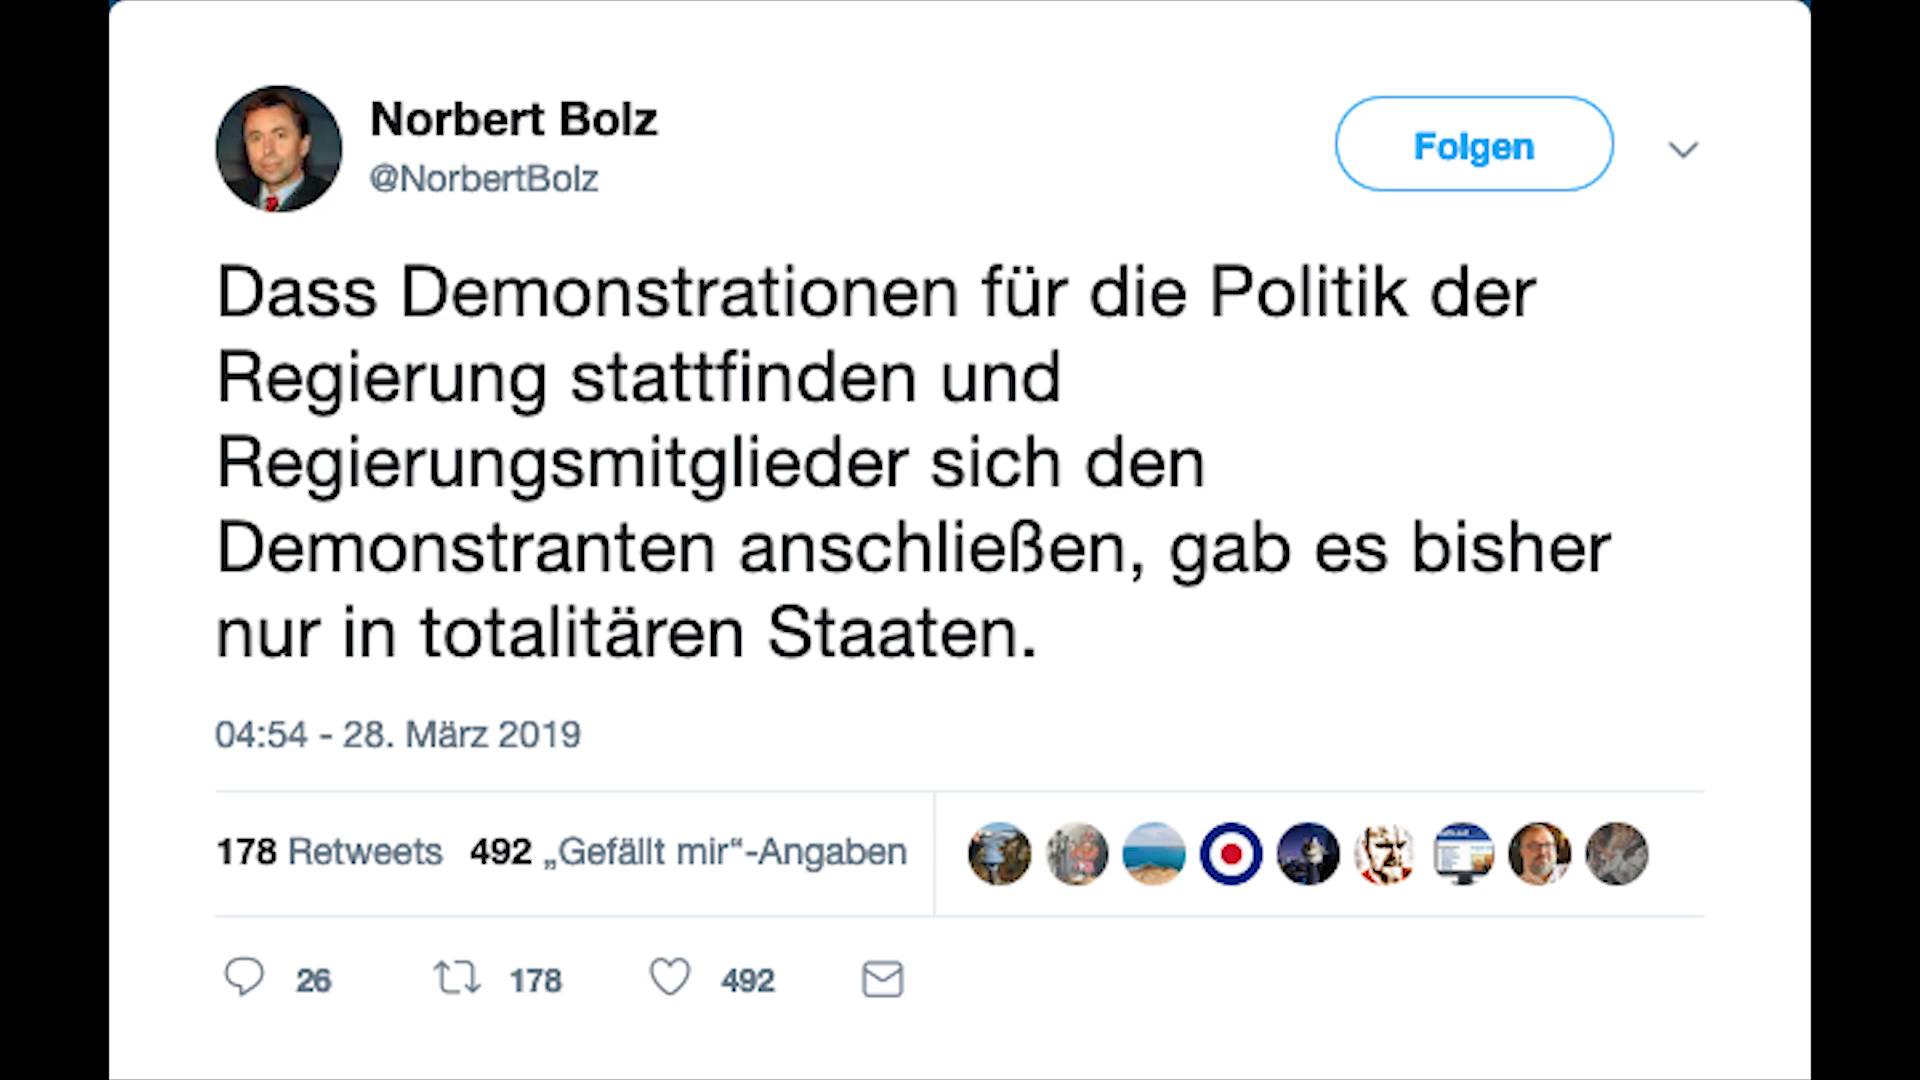 Norbert Bolz
@NorbertBolz
Folgen
Dass Demonstrationen für die Politik der
Regierung stattfinden und
Regierungsmitglieder sich den
Demonstranten anschließen, gab es bisher
nur in totalitären Staaten.
04:54 - 28. März 2019
178 Retweets 492 „Gefällt mir“-Angaben
26 178 492